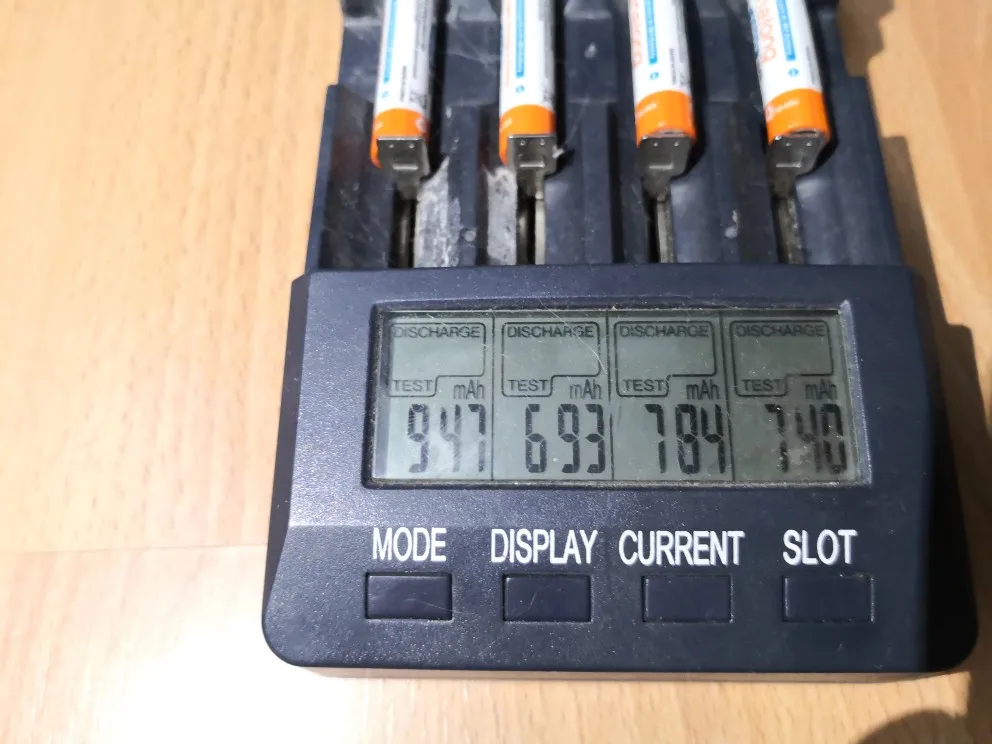 DISCHARGE DISCHARGE DISCHARGE DISCHARGE
TEST mAh TEST mAh TEST mAh TEST mAh
947 693 784 740
MODE DISPLAY CURRENT SLOT